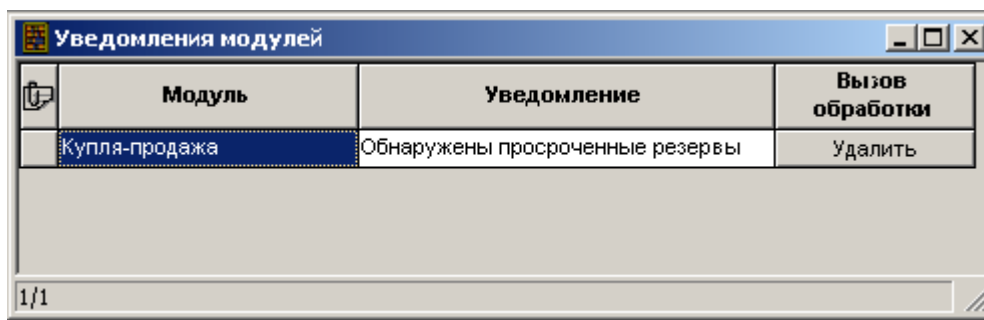 Уведомления модулей
Модуль Уведомление Вызов
обработки
Купля-продажа Обнаружены просроченные резервы Удалить
1/1